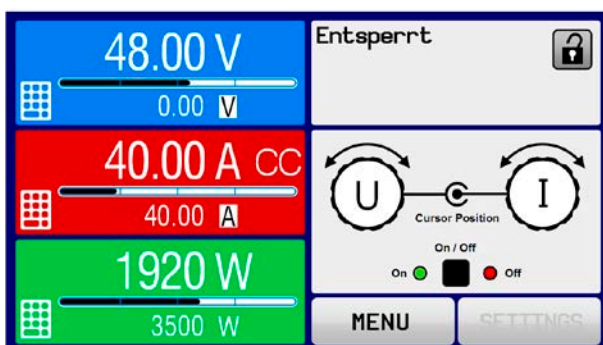 48.00 V
0.00 V
40.00 A CC
40.00 A
1920 W
3500 W
Entsperrt
U
I
Cursor Position
On / Off
On
Off
MENU
SETTINGS